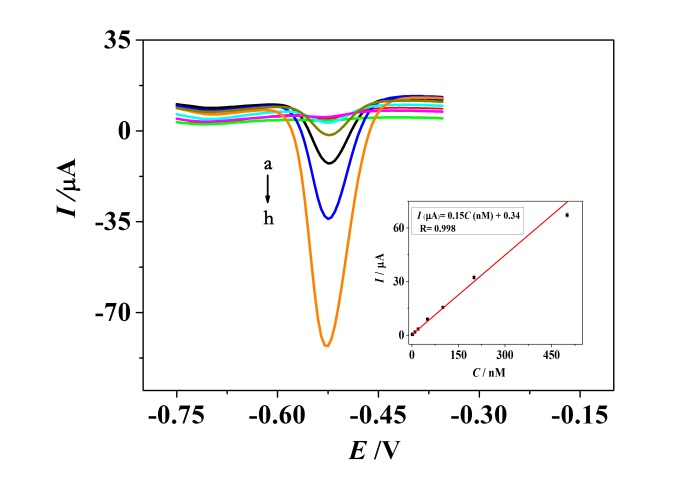 35
0
-35
-70
I /μA
a
h
-0.75 -0.60 -0.45 -0.30 -0.15
E /V
I (μA)= 0.15C (nM) + 0.34
R= 0.998
60
30
0
I / μA
0 150 300 450
C / nM